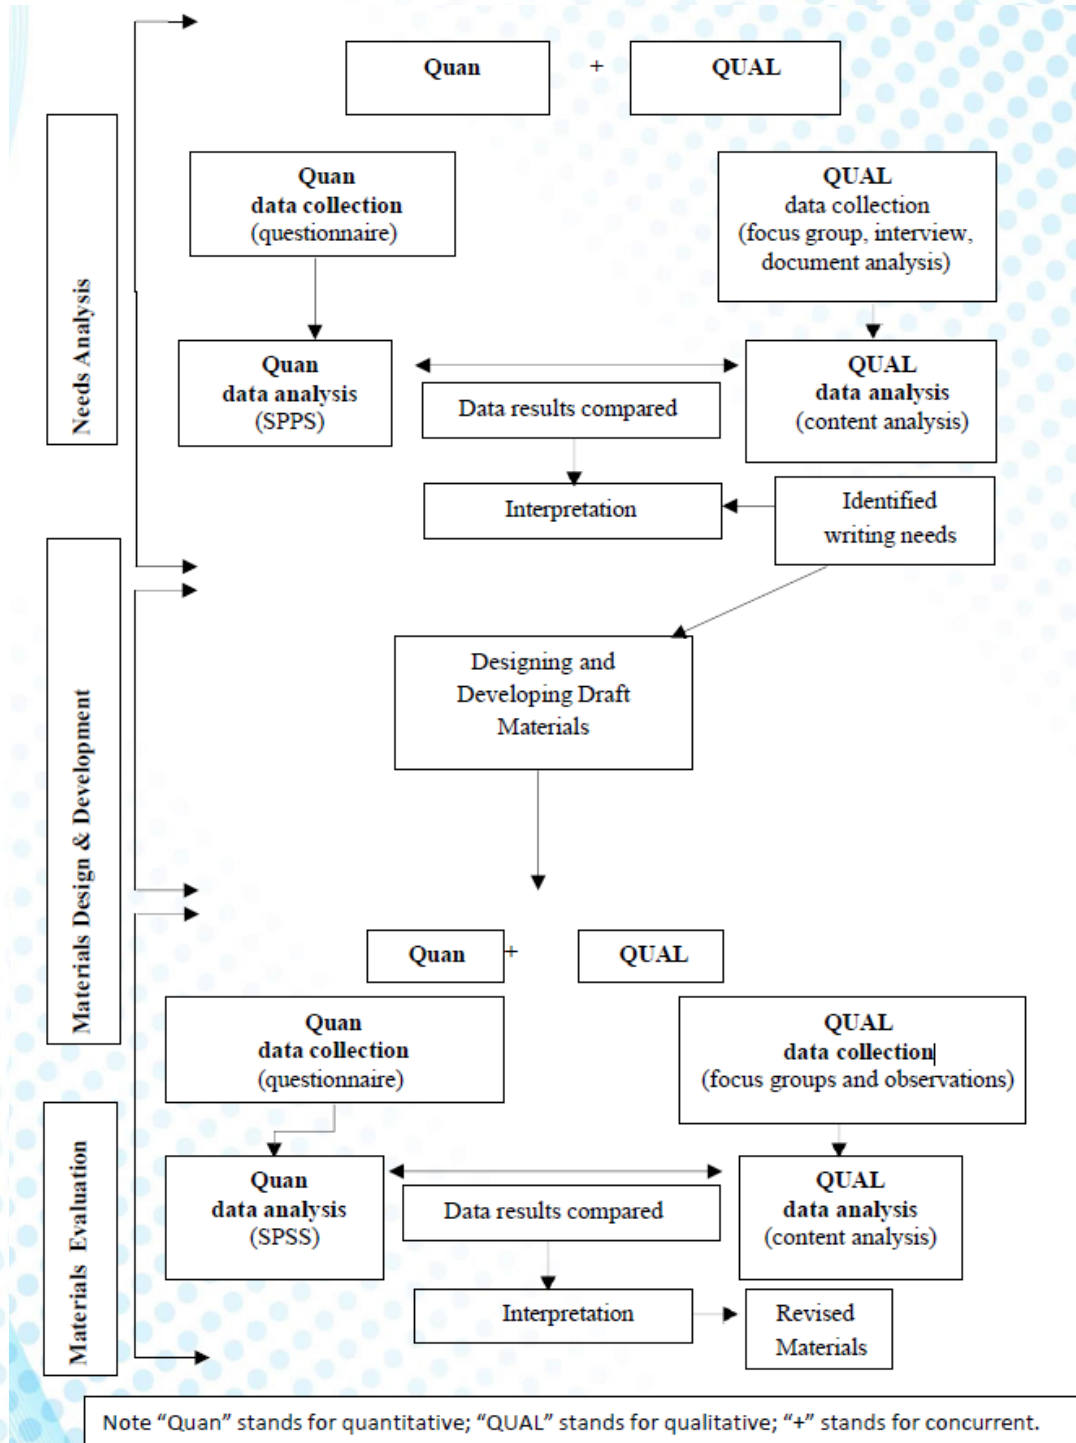 Quan
+
QUAL
Needs Analysis
Quan
data collection
(questionnaire)
QUAL
data collection
(focus group, interview,
document analysis)
Quan
data analysis
(SPPS)
Data results compared
QUAL
data analysis
(content analysis)
Interpretation
Identified
writing needs
Materials Design & Development
Designing and
Developing Draft
Materials
Quan
+
QUAL
Quan
data collection
(questionnaire)
QUAL
data collection
(focus groups and observations)
Materials Evaluation
Quan
data analysis
(SPSS)
Data results compared
QUAL
data analysis
(content analysis)
Interpretation
Revised
Materials
Note “Quan” stands for quantitative; “QUAL” stands for qualitative; “+” stands for concurrent.